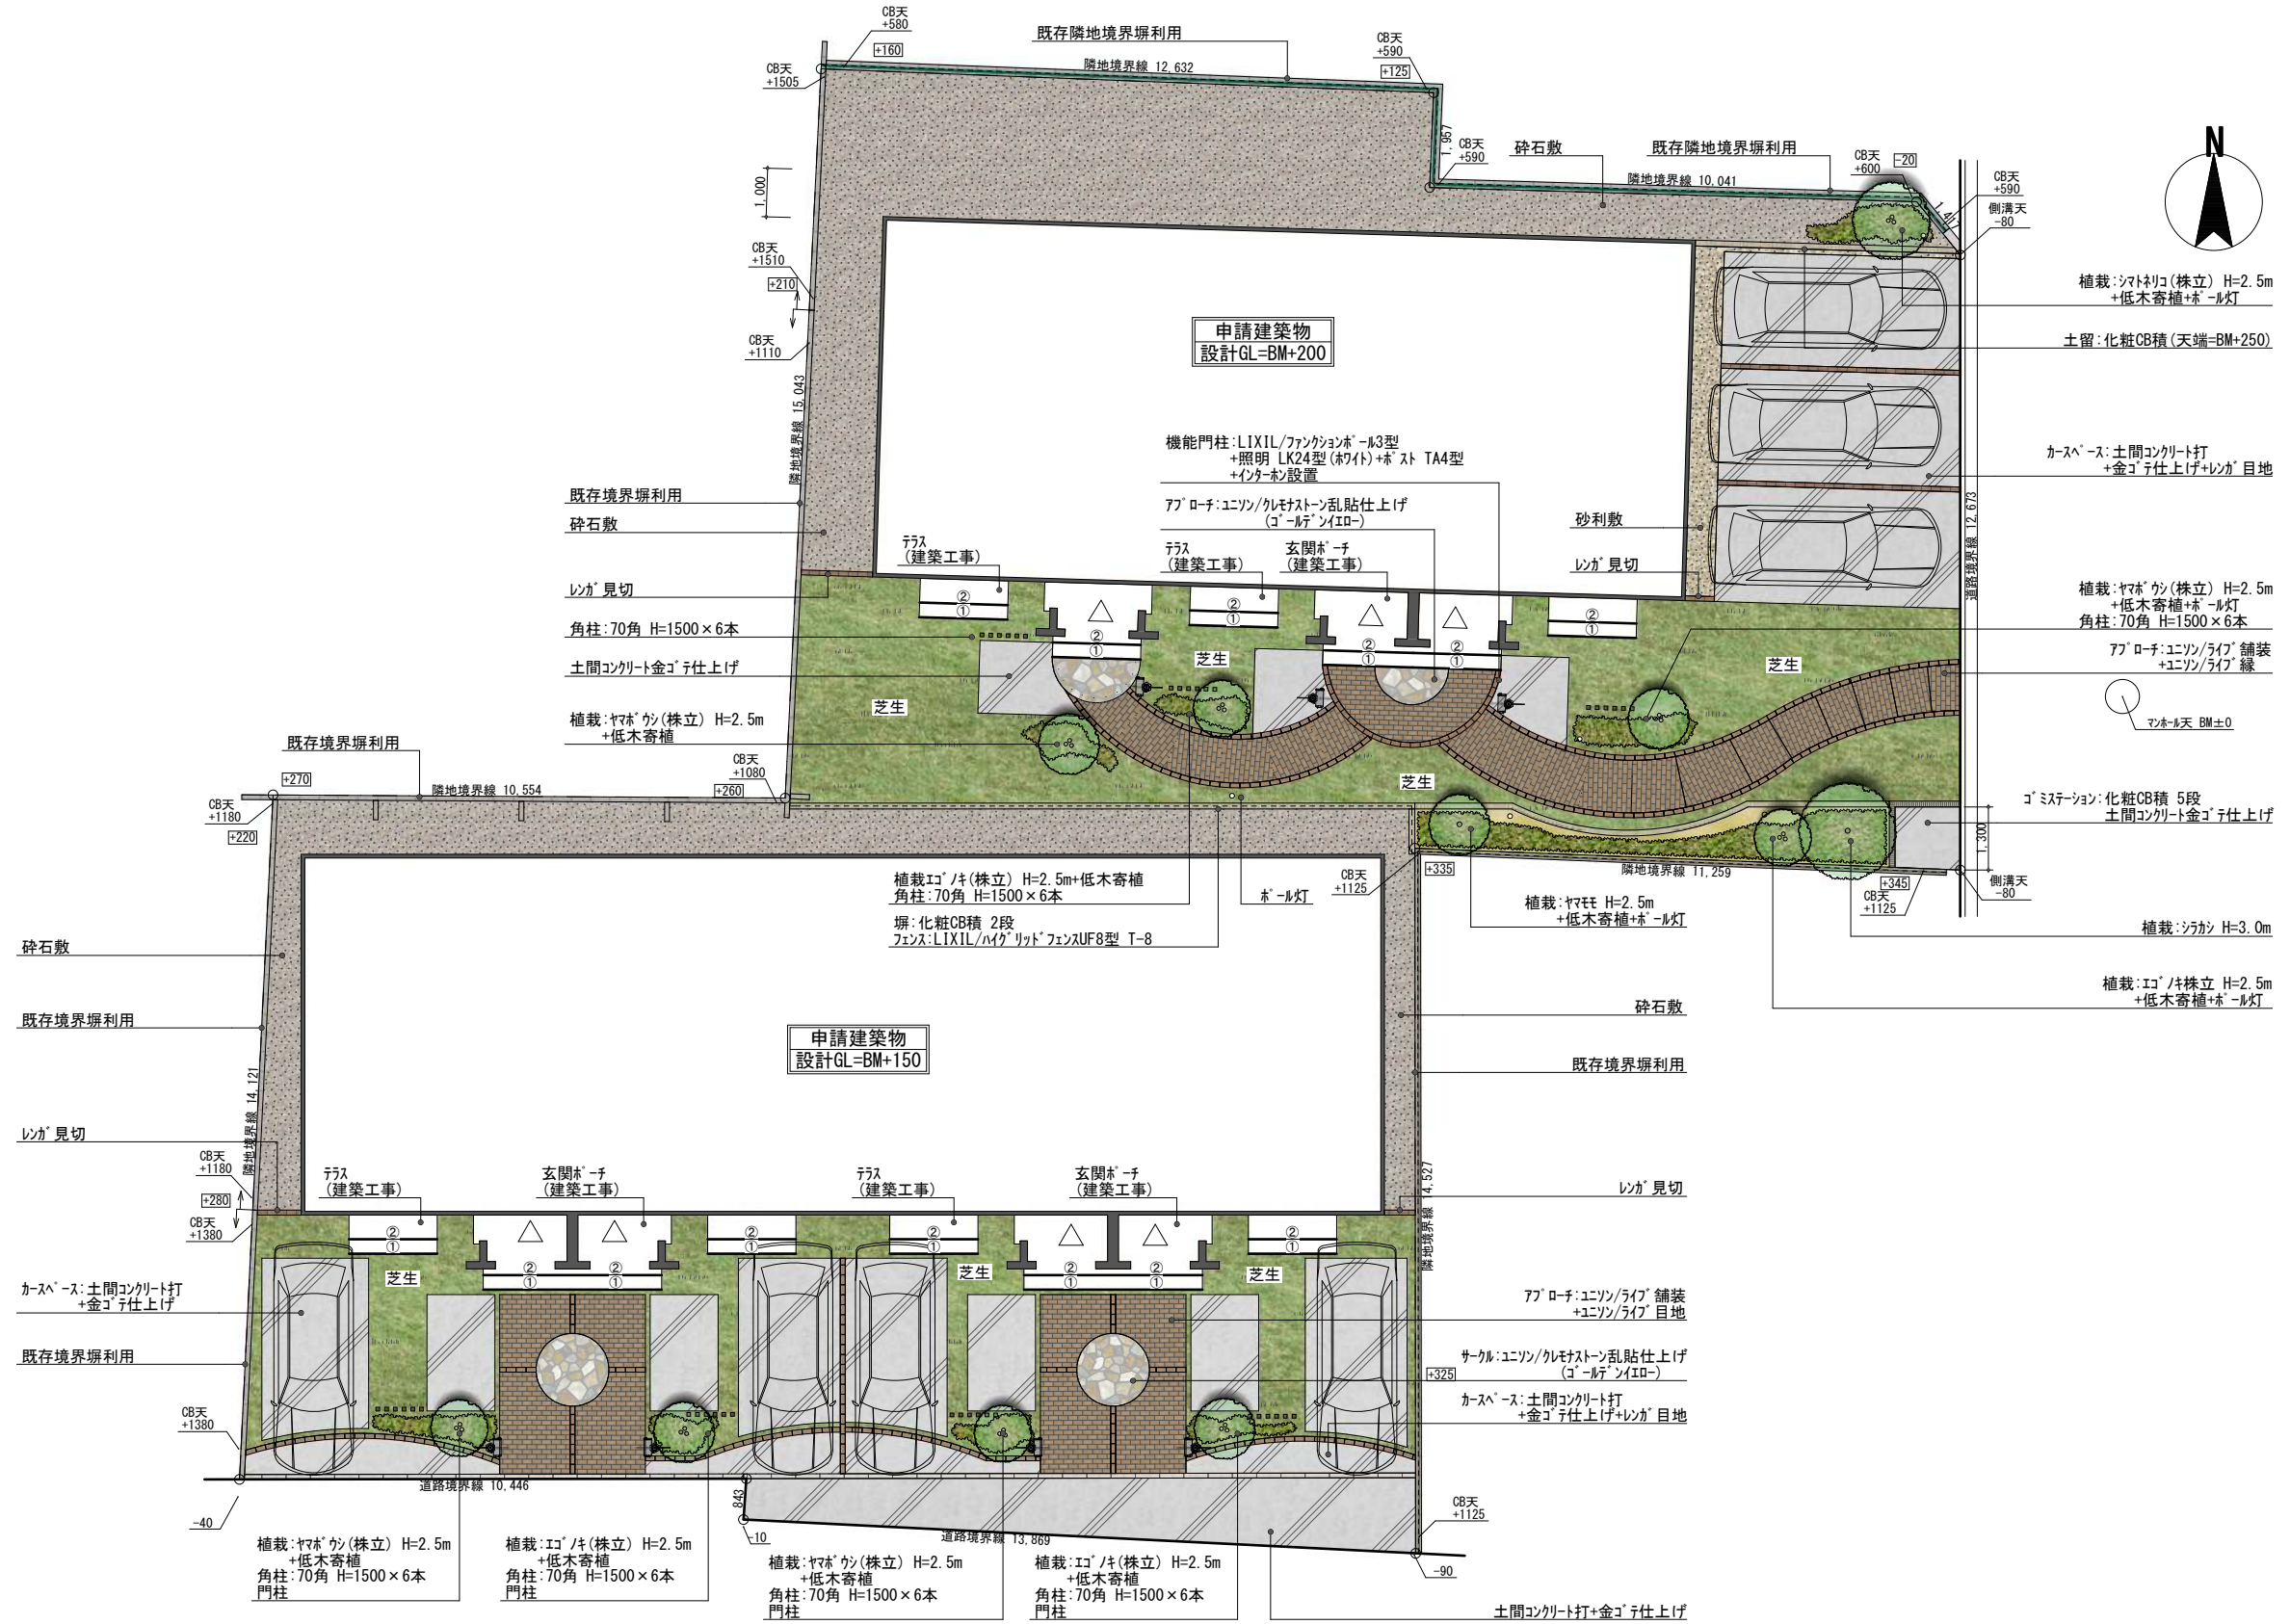 CB天
+580
+160
既存隣地境界塀利用
CB天
+590
+125
CB天
+1505
隣地境界線 12,632
1,957
CB天
+590
砕石敷
既存隣地境界塀利用
CB天
+600
-20
隣地境界線 10,041
CB天
+590
側溝天
-80
N
1,000
CB天
+1510
+210
CB天
+1110
隣地境界線 15,043
申請建築物
設計GL=BM+200
植栽:シマトネリコ(株立) H=2.5m
+低木寄植+ポール灯
土留:化粧CB積(天端=BM+250)
カースペース:土間コンクリート打
+金ゴテ仕上げ+レンガ目地
機能門柱:LIXIL/ファンクションポール3型
+照明 LK24型(ホワイト)+ポスト TA4型
+インターホン設置
アプローチ:ユニソン/クレモナストーン乱貼仕上げ
(ゴールデンイエロー)
既存境界塀利用
砕石敷
砂利敷
レンガ見切
道路境界線 12,673
テラス
(建築工事)
テラス
(建築工事)
玄関ポーチ
(建築工事)
レンガ見切
角柱:70角 H=1500×6本
土間コンクリート金ゴテ仕上げ
植栽:ヤマボウシ(株立) H=2.5m
+低木寄植
②
①
②
①
②
①
②
①
②
①
②
①
芝生
芝生
芝生
芝生
植栽:ヤマボウシ(株立) H=2.5m
+低木寄植+ポール灯
角柱:70角 H=1500×6本
アプローチ:ユニソン/ライブ舗装
+ユニソン/ライブ縁
マンホール天 BM±0
既存境界塀利用
+270
隣地境界線 10,554
+260
CB天
+1080
CB天
+1180
+220
ゴミステーション:化粧CB積 5段
土間コンクリート金ゴテ仕上げ
1,300
植栽エゴノキ(株立) H=2.5m+低木寄植
角柱:70角 H=1500×6本
塀:化粧CB積 2段
フェンス:LIXIL/ハイグリッドフェンスUF8型 T-8
ポール灯
CB天
+1125
+335
隣地境界線 11,259
+345
CB天
+1125
側溝天
-80
植栽:ヤマモモ H=2.5m
+低木寄植+ポール灯
植栽:シラカシ H=3.0m
植栽:エゴノキ株立 H=2.5m
+低木寄植+ポール灯
砕石敷
既存境界塀利用
隣地境界線 14,121
レンガ見切
CB天
+1180
+280
CB天
+1380
申請建築物
設計GL=BM+150
砕石敷
既存境界塀利用
レンガ見切
隣地境界線 14,527
テラス
(建築工事)
玄関ポーチ
(建築工事)
テラス
(建築工事)
玄関ポーチ
(建築工事)
②
①
②
①
②
①
②
①
②
①
②
①
②
①
②
①
芝生
芝生
芝生
カースペース:土間コンクリート打
+金ゴテ仕上げ
既存境界塀利用
CB天
+1380
アプローチ:ユニソン/ライブ舗装
+ユニソン/ライブ目地
サークル:ユニソン/クレモナストーン乱貼仕上げ
(ゴールデンイエロー)
+325
カースペース:土間コンクリート打
+金ゴテ仕上げ+レンガ目地
道路境界線 10,446
-40
843
-10
道路境界線 13,869
CB天
+1125
-90
植栽:ヤマボウシ(株立) H=2.5m
+低木寄植
角柱:70角 H=1500×6本
門柱
植栽:エゴノキ(株立) H=2.5m
+低木寄植
角柱:70角 H=1500×6本
門柱
植栽:ヤマボウシ(株立) H=2.5m
+低木寄植
角柱:70角 H=1500×6本
門柱
植栽:エゴノキ(株立) H=2.5m
+低木寄植
角柱:70角 H=1500×6本
門柱
土間コンクリート打+金ゴテ仕上げ